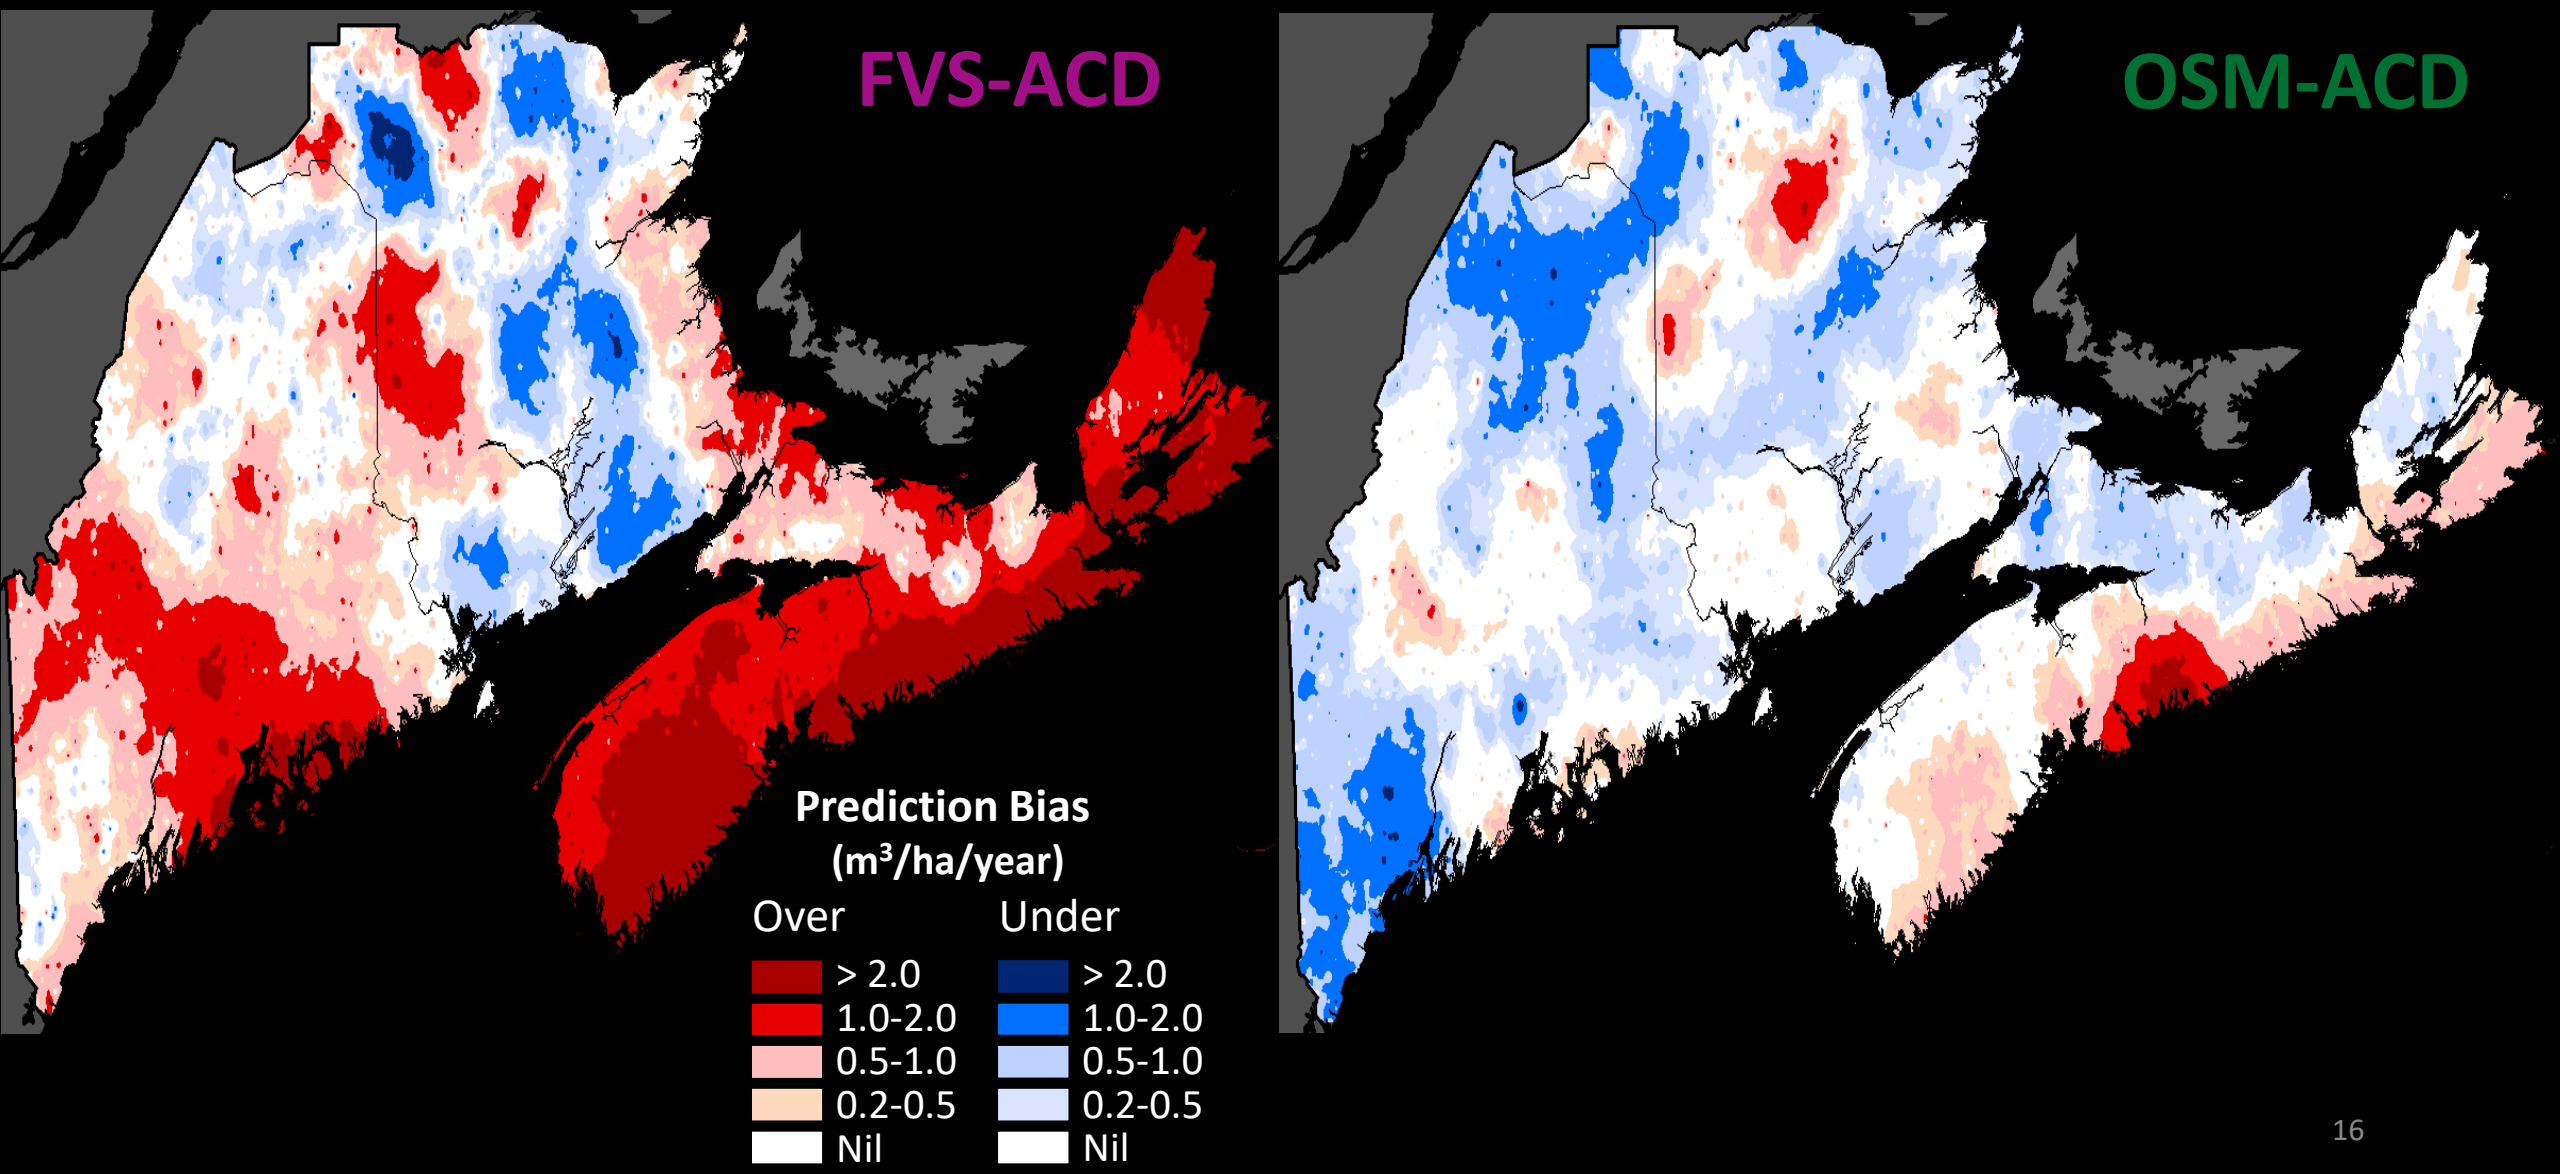 FVS-ACD
OSM-ACD
Prediction Bias
(m³/ha/year)
Over
Under
> 2.0
> 2.0
1.0-2.0
1.0-2.0
0.5-1.0
0.5-1.0
0.2-0.5
0.2-0.5
Nil
Nil
16